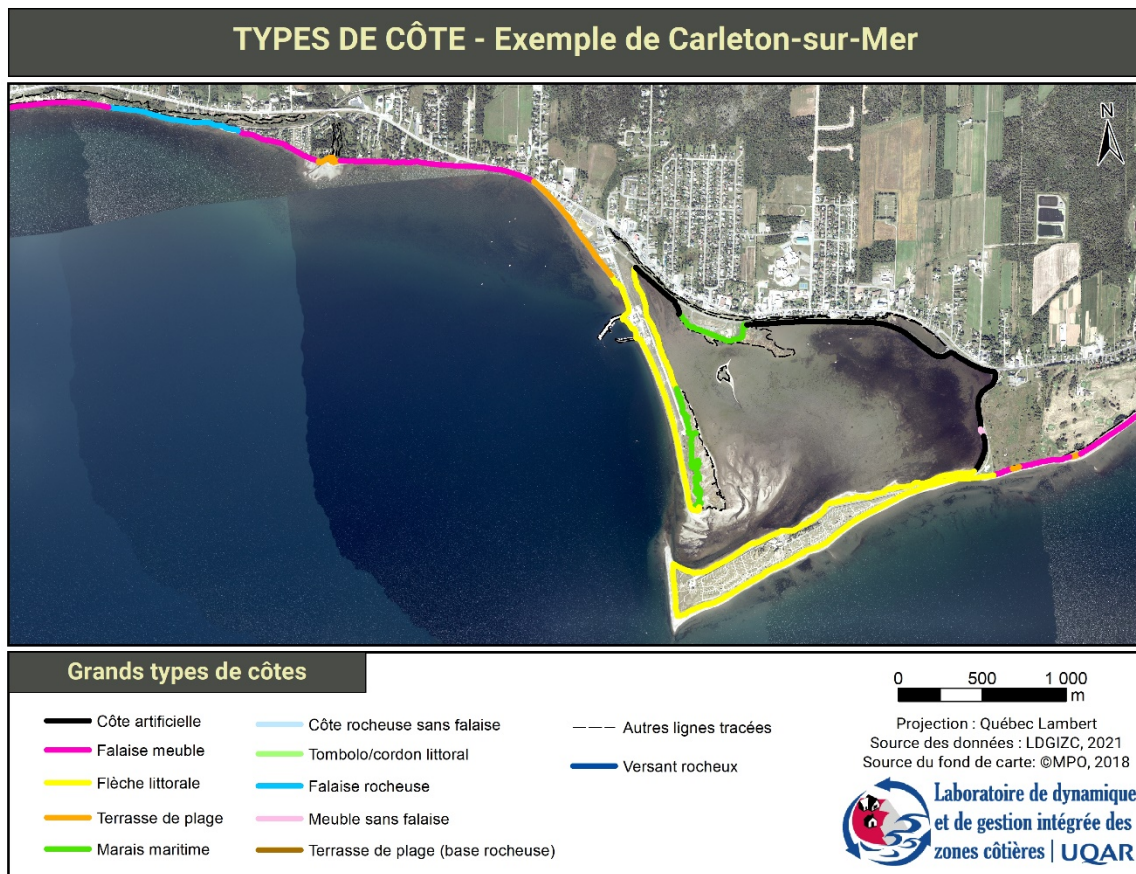 TYPES DE CÔTE - Exemple de Carleton-sur-Mer
N
Grands types de côtes
Côte artificielle
Falaise meuble
Flèche littorale
Terrasse de plage
Marais maritime
Côte rocheuse sans falaise
Tombolo/cordon littoral
Falaise rocheuse
Meuble sans falaise
Terrasse de plage (base rocheuse)
Autres lignes tracées
Versant rocheux
0 500 1 000
m
Projection : Québec Lambert
Source des données : LDGIZC, 2021
Source du fond de carte: ©MPO, 2018
Laboratoire de dynamique
et de gestion intégrée des
zones côtières | UQAR